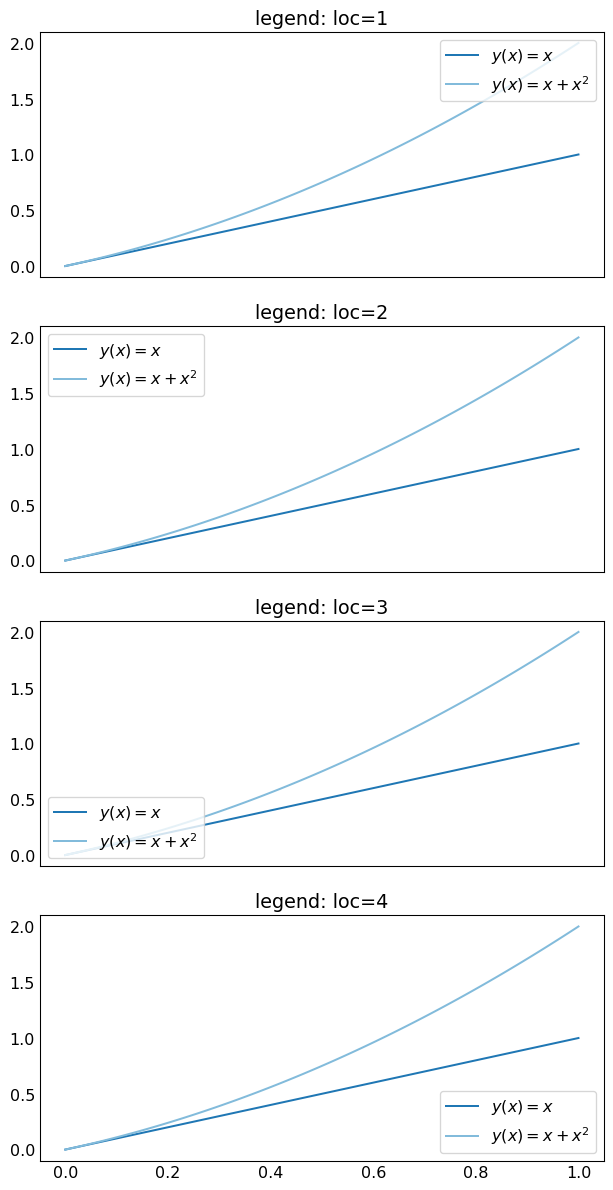 legend: loc=1
2.0
1.5
1.0
0.5
0.0
y(x) = x
y(x) = x + x²
legend: loc=2
2.0
1.5
1.0
0.5
0.0
y(x) = x
y(x) = x + x²
legend: loc=3
2.0
1.5
1.0
0.5
0.0
y(x) = x
y(x) = x + x²
legend: loc=4
2.0
1.5
1.0
0.5
0.0
y(x) = x
y(x) = x + x²
0.0 0.2 0.4 0.6 0.8 1.0